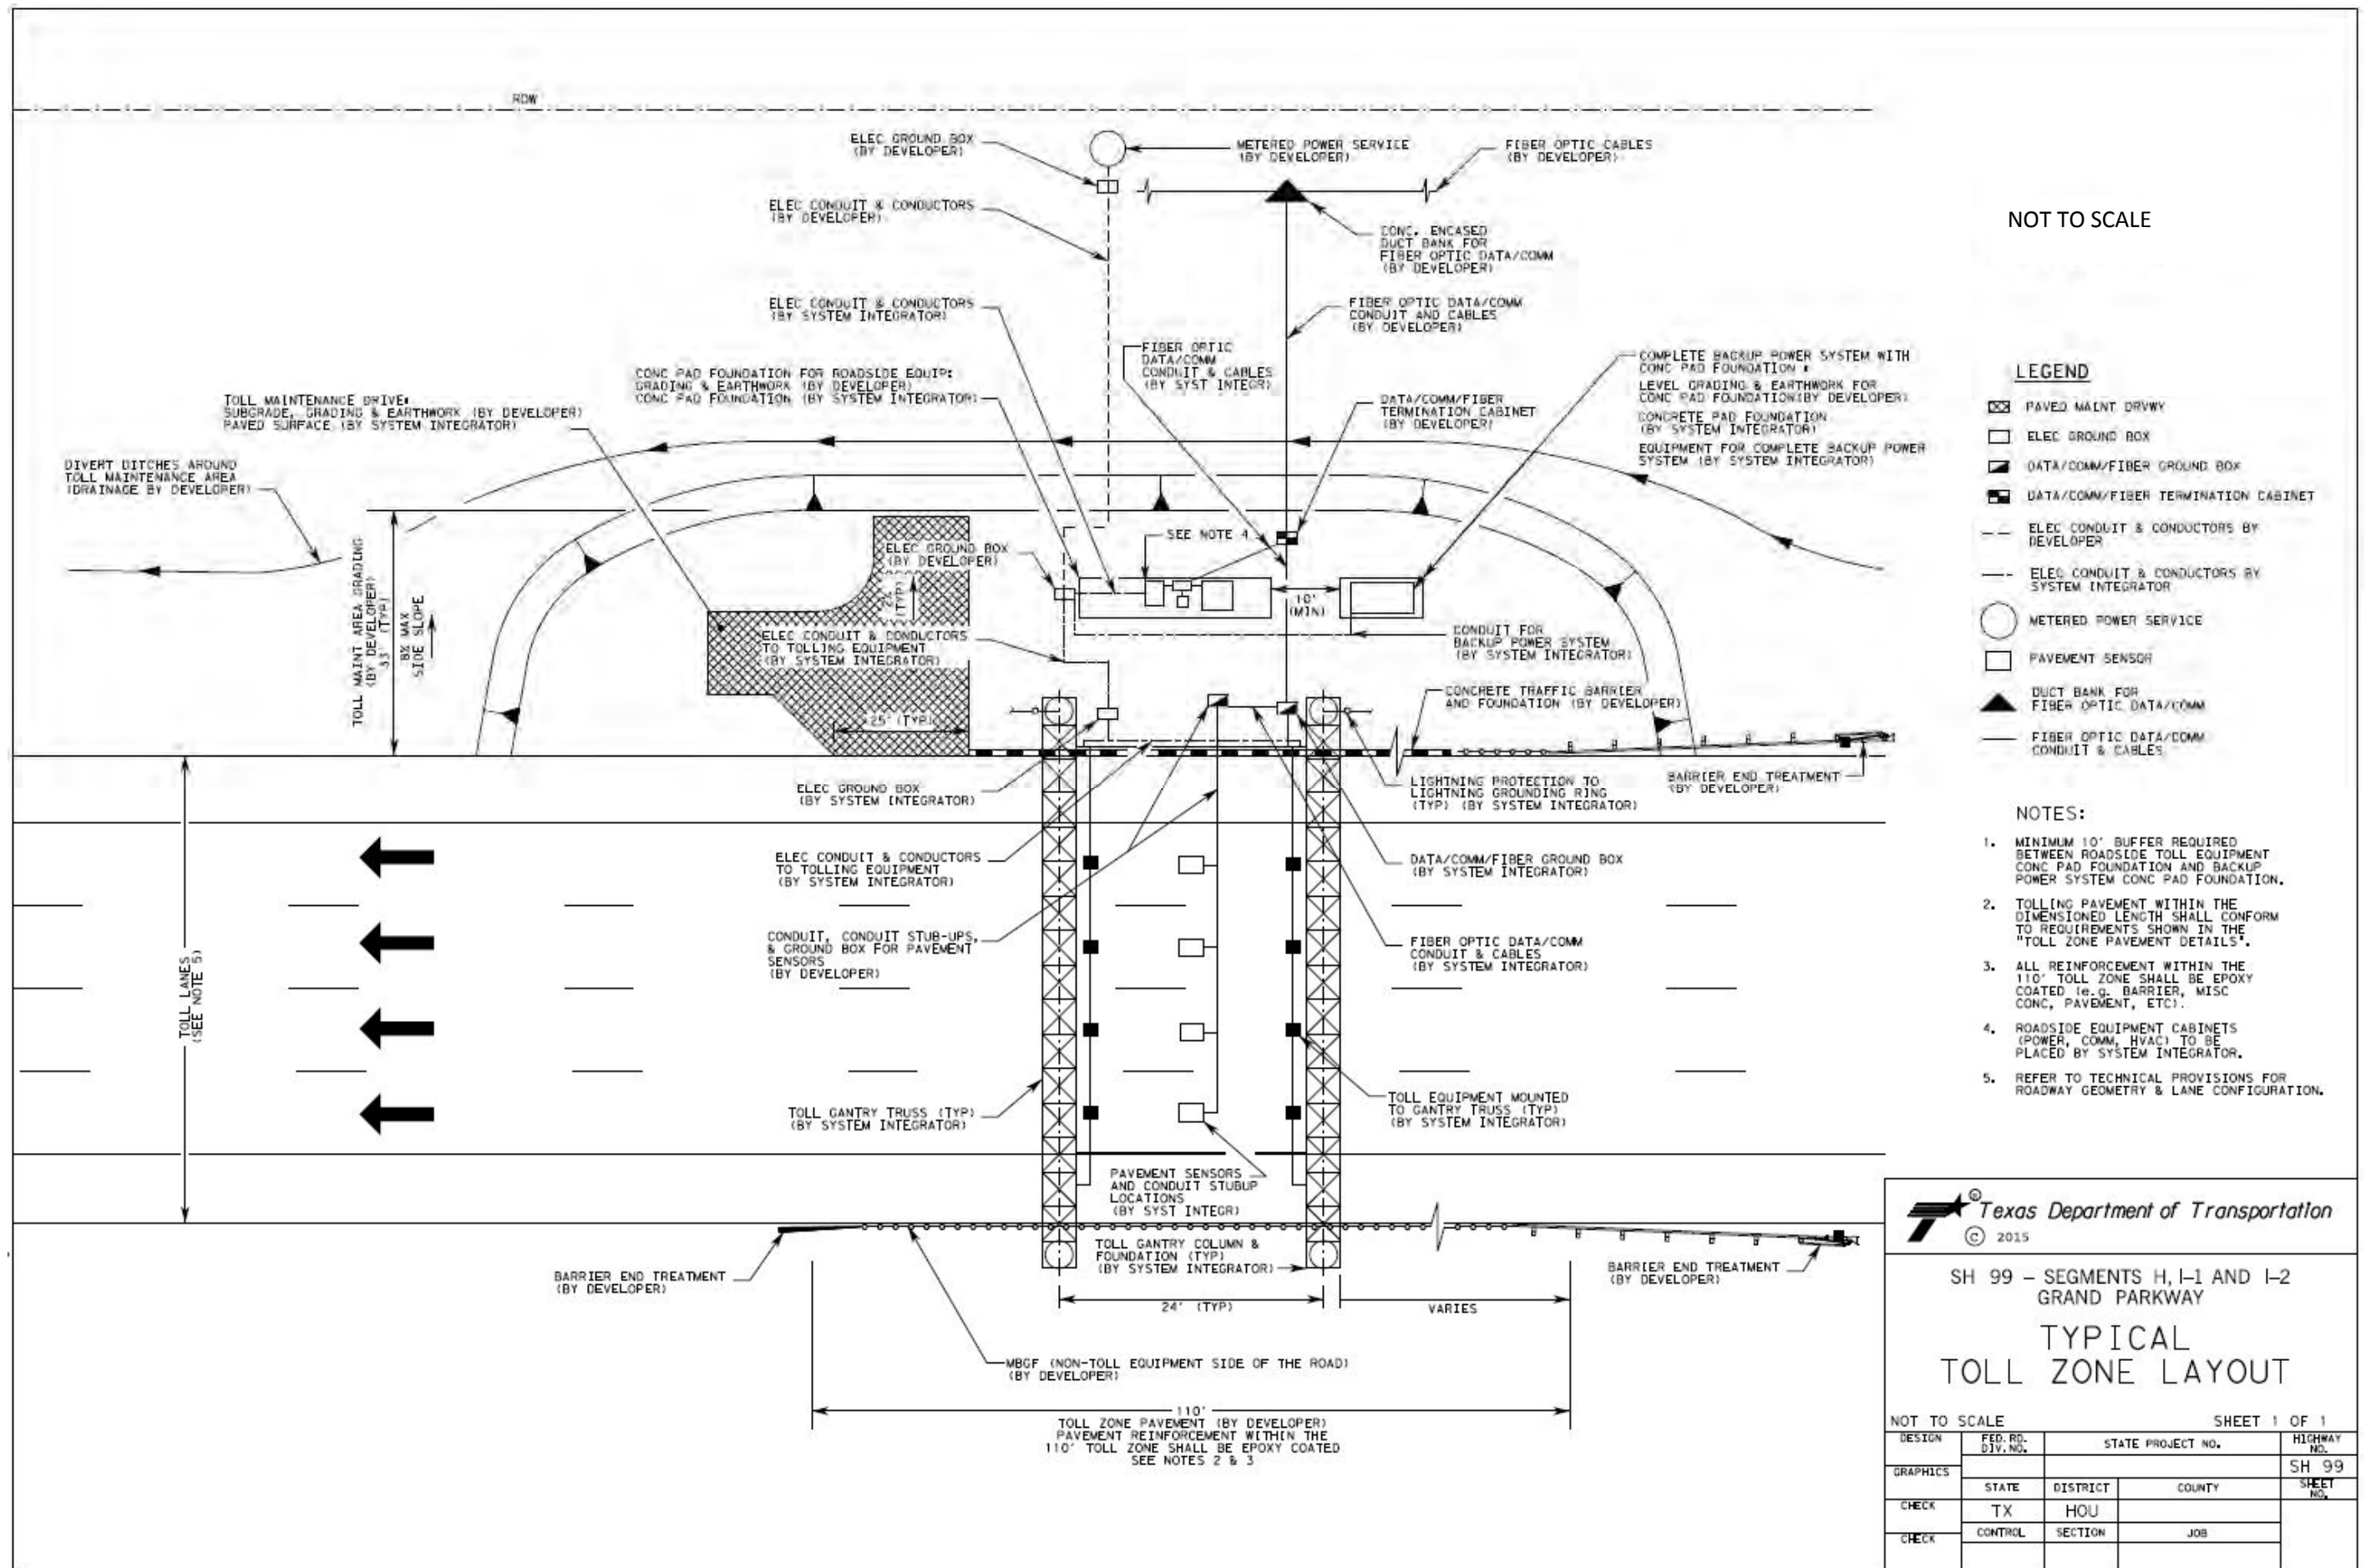 ROW
ELEC GROUND BOX
(BY DEVELOPER)
METERED POWER SERVICE
(BY DEVELOPER)
FIBER OPTIC CABLES
(BY DEVELOPER)
ELEC CONDUIT & CONDUCTORS
(BY DEVELOPER)
CONC. ENCASED
DUCT BANK FOR
FIBER OPTIC DATA/COMM
(BY DEVELOPER)
NOT TO SCALE
ELEC CONDUIT & CONDUCTORS
(BY SYSTEM INTEGRATOR)
FIBER OPTIC DATA/COMM
CONDUIT AND CABLES
(BY DEVELOPER)
FIBER OPTIC
DATA/COMM
CONDUIT & CABLES
(BY SYST INTEGR)
CONC PAD FOUNDATION FOR ROADSIDE EQUIP:
GRADING & EARTHWORK (BY DEVELOPER)
CONC PAD FOUNDATION (BY SYSTEM INTEGRATOR)
COMPLETE BACKUP POWER SYSTEM WITH
CONC PAD FOUNDATION:
LEVEL GRADING & EARTHWORK FOR
CONC PAD FOUNDATION(BY DEVELOPER)
CONCRETE PAD FOUNDATION
(BY SYSTEM INTEGRATOR)
EQUIPMENT FOR COMPLETE BACKUP POWER
SYSTEM (BY SYSTEM INTEGRATOR)
TOLL MAINTENANCE DRIVE:
SUBGRADE, GRADING & EARTHWORK (BY DEVELOPER)
PAVED SURFACE (BY SYSTEM INTEGRATOR)
DATA/COMM/FIBER
TERMINATION CABINET
(BY DEVELOPER)
DIVERT DITCHES AROUND
TOLL MAINTENANCE AREA
(DRAINAGE BY DEVELOPER)
TOLL MAINT AREA GRADING
(BY DEVELOPER)
(TYP)
8% MAX
SIDE SLOPE
ELEC GROUND BOX
(BY DEVELOPER)
SEE NOTE 4
2%
(TYP)
10'
(MIN)
ELEC CONDUIT & CONDUCTORS
TO TOLLING EQUIPMENT
(BY SYSTEM INTEGRATOR)
CONDUIT FOR
BACKUP POWER SYSTEM
(BY SYSTEM INTEGRATOR)
25' (TYP)
CONCRETE TRAFFIC BARRIER
AND FOUNDATION (BY DEVELOPER)
ELEC GROUND BOX
(BY SYSTEM INTEGRATOR)
LIGHTNING PROTECTION TO
LIGHTNING GROUNDING RING
(TYP) (BY SYSTEM INTEGRATOR)
BARRIER END TREATMENT
(BY DEVELOPER)
TOLL LANES
(SEE NOTE 5)
ELEC CONDUIT & CONDUCTORS
TO TOLLING EQUIPMENT
(BY SYSTEM INTEGRATOR)
DATA/COMM/FIBER GROUND BOX
(BY SYSTEM INTEGRATOR)
CONDUIT, CONDUIT STUB-UPS,
& GROUND BOX FOR PAVEMENT
SENSORS
(BY DEVELOPER)
FIBER OPTIC DATA/COMM
CONDUIT & CABLES
(BY SYSTEM INTEGRATOR)
TOLL GANTRY TRUSS (TYP)
(BY SYSTEM INTEGRATOR)
TOLL EQUIPMENT MOUNTED
TO GANTRY TRUSS (TYP)
(BY SYSTEM INTEGRATOR)
PAVEMENT SENSORS
AND CONDUIT STUBUP
LOCATIONS
(BY SYST INTEGR)
TOLL GANTRY COLUMN &
FOUNDATION (TYP)
(BY SYSTEM INTEGRATOR)
BARRIER END TREATMENT
(BY DEVELOPER)
BARRIER END TREATMENT
(BY DEVELOPER)
24' (TYP)
VARIES
MBGF (NON-TOLL EQUIPMENT SIDE OF THE ROAD)
(BY DEVELOPER)
110'
TOLL ZONE PAVEMENT (BY DEVELOPER)
PAVEMENT REINFORCEMENT WITHIN THE
110' TOLL ZONE SHALL BE EPOXY COATED
SEE NOTES 2 & 3
LEGEND
PAVED MAINT DRVWY
ELEC GROUND BOX
DATA/COMM/FIBER GROUND BOX
DATA/COMM/FIBER TERMINATION CABINET
ELEC CONDUIT & CONDUCTORS BY
DEVELOPER
ELEC CONDUIT & CONDUCTORS BY
SYSTEM INTEGRATOR
METERED POWER SERVICE
PAVEMENT SENSOR
DUCT BANK FOR
FIBER OPTIC DATA/COMM
FIBER OPTIC DATA/COMM
CONDUIT & CABLES
NOTES:
1. MINIMUM 10' BUFFER REQUIRED
BETWEEN ROADSIDE TOLL EQUIPMENT
CONC PAD FOUNDATION AND BACKUP
POWER SYSTEM CONC PAD FOUNDATION.
2. TOLLING PAVEMENT WITHIN THE
DIMENSIONED LENGTH SHALL CONFORM
TO REQUIREMENTS SHOWN IN THE
"TOLL ZONE PAVEMENT DETAILS".
3. ALL REINFORCEMENT WITHIN THE
110' TOLL ZONE SHALL BE EPOXY
COATED (e.g. BARRIER, MISC
CONC, PAVEMENT, ETC).
4. ROADSIDE EQUIPMENT CABINETS
(POWER, COMM, HVAC) TO BE
PLACED BY SYSTEM INTEGRATOR.
5. REFER TO TECHNICAL PROVISIONS FOR
ROADWAY GEOMETRY & LANE CONFIGURATION.
® Texas Department of Transportation
© 2015
SH 99 – SEGMENTS H, I-1 AND I-2
GRAND PARKWAY
TYPICAL
TOLL ZONE LAYOUT
NOT TO SCALE SHEET 1 OF 1
DESIGN FED. RD. DIV. NO. STATE PROJECT NO. HIGHWAY NO.
SH 99
GRAPHICS STATE DISTRICT COUNTY SHEET NO.
CHECK TX HOU
CHECK CONTROL SECTION JOB